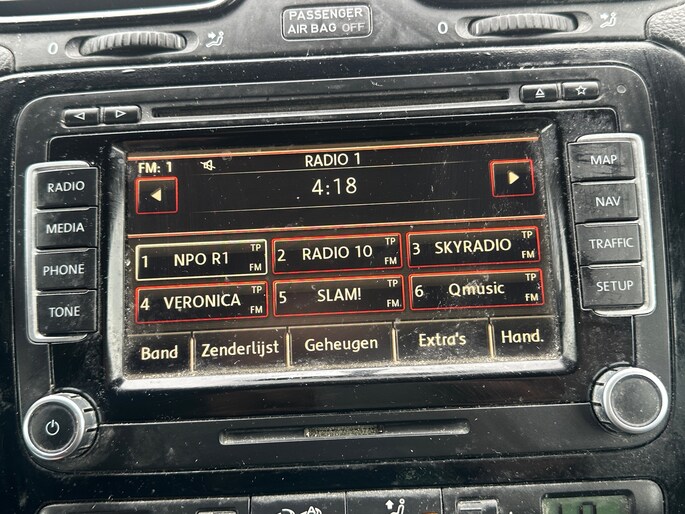 PASSENGER
AIR BAG OFF
0
0
RADIO
MEDIA
PHONE
TONE
FM: 1
RADIO 1
4:18
1 NPO R1 TP FM
2 RADIO 10 TP FM
3 SKYRADIO TP FM
4 VERONICA TP FM
5 SLAM! TP FM
6 Qmusic TP FM
Band Zenderlijst Geheugen Extra's Hand.
MAP
NAV
TRAFFIC
SETUP